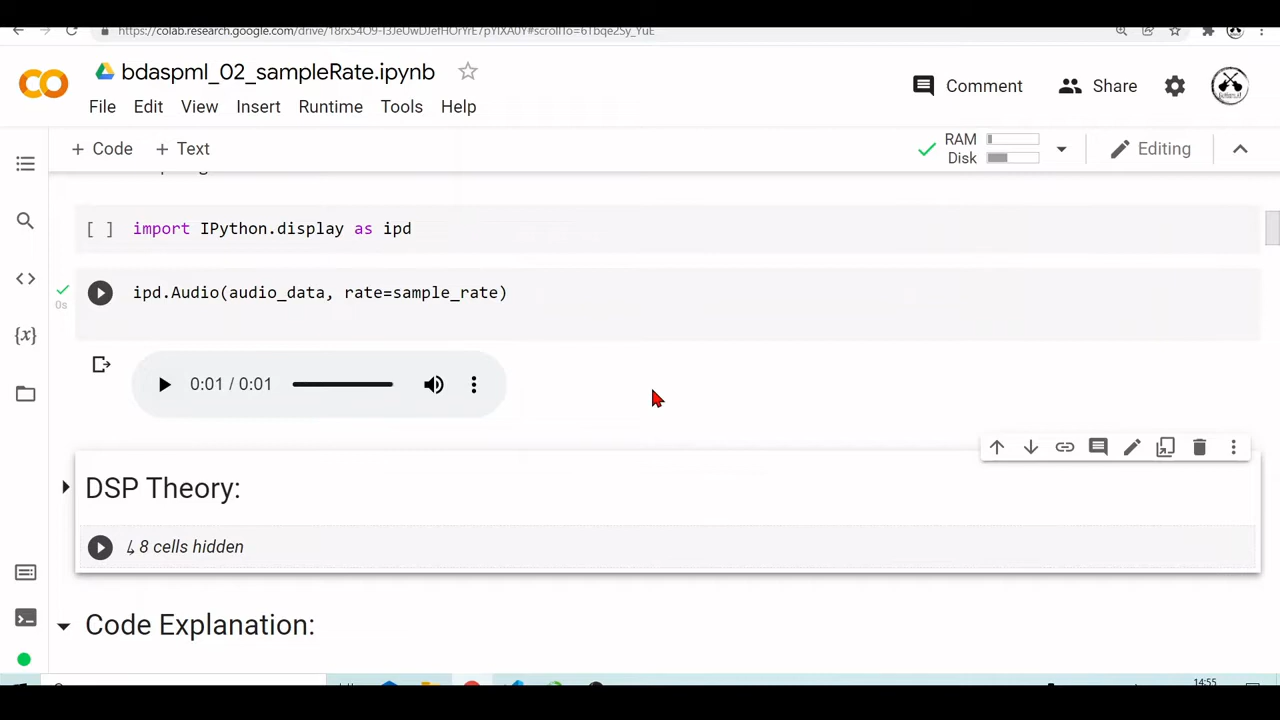 bdaspml_02_sampleRate.ipynb
File Edit View Insert Runtime Tools Help
Comment
Share
+ Code + Text
RAM
Disk
Editing
[ ] import IPython.display as ipd
0s
ipd.Audio(audio_data, rate=sample_rate)
0:01 / 0:01
DSP Theory:
↳ 8 cells hidden
Code Explanation:
{x}
14:55